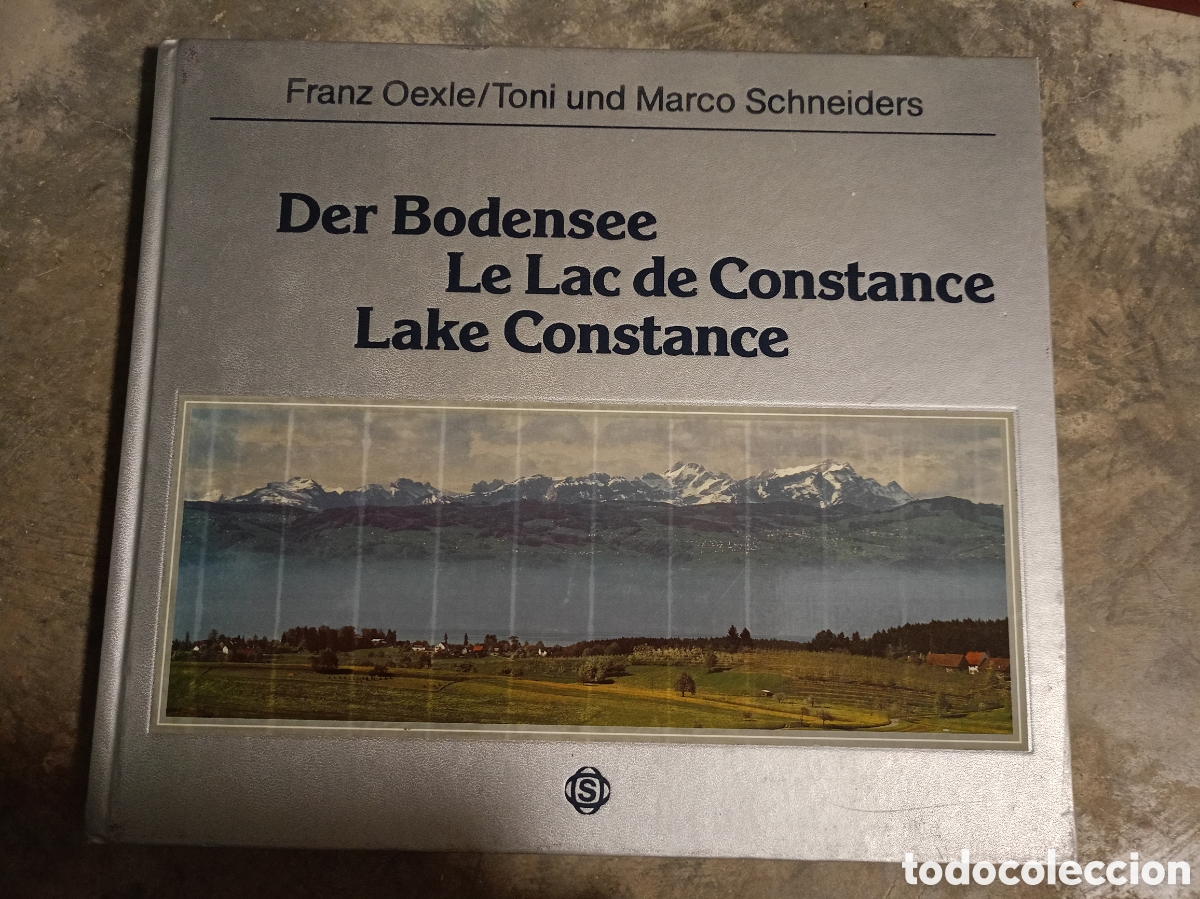 Franz Oexle/Toni und Marco Schneiders
Der Bodensee
Le Lac de Constance
Lake Constance
S
todocoleccion